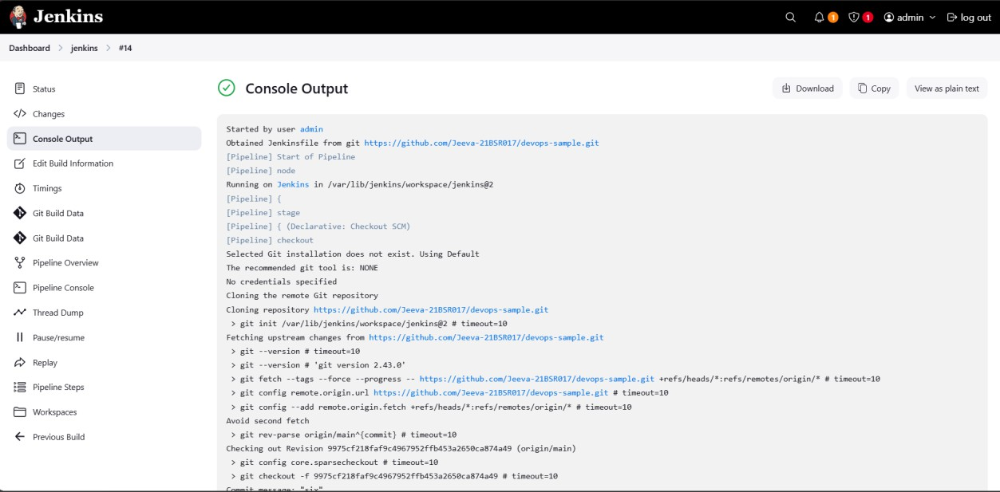 Jenkins
1
1
admin
log out
Dashboard > jenkins > #14
Status
Changes
Console Output
Edit Build Information
Timings
Git Build Data
Git Build Data
Pipeline Overview
Pipeline Console
Thread Dump
Pause/resume
Replay
Pipeline Steps
Workspaces
Previous Build
Console Output
Download
Copy
View as plain text
Started by user admin
Obtained Jenkinsfile from git https://github.com/Jeeva-21BSR017/devops-sample.git
[Pipeline] Start of Pipeline
[Pipeline] node
Running on Jenkins in /var/lib/jenkins/workspace/jenkins@2
[Pipeline] {
[Pipeline] stage
[Pipeline] { (Declarative: Checkout SCM)
[Pipeline] checkout
Selected Git installation does not exist. Using Default
The recommended git tool is: NONE
No credentials specified
Cloning the remote Git repository
Cloning repository https://github.com/Jeeva-21BSR017/devops-sample.git
 > git init /var/lib/jenkins/workspace/jenkins@2 # timeout=10
Fetching upstream changes from https://github.com/Jeeva-21BSR017/devops-sample.git
 > git --version # timeout=10
 > git --version # 'git version 2.43.0'
 > git fetch --tags --force --progress -- https://github.com/Jeeva-21BSR017/devops-sample.git +refs/heads/*:refs/remotes/origin/* # timeout=10
 > git config remote.origin.url https://github.com/Jeeva-21BSR017/devops-sample.git # timeout=10
 > git config --add remote.origin.fetch +refs/heads/*:refs/remotes/origin/* # timeout=10
Avoid second fetch
 > git rev-parse origin/main^{commit} # timeout=10
Checking out Revision 9975cf218faf9c4967952ffb453a2650ca874a49 (origin/main)
 > git config core.sparsecheckout # timeout=10
 > git checkout -f 9975cf218faf9c4967952ffb453a2650ca874a49 # timeout=10
Commit message: "six"